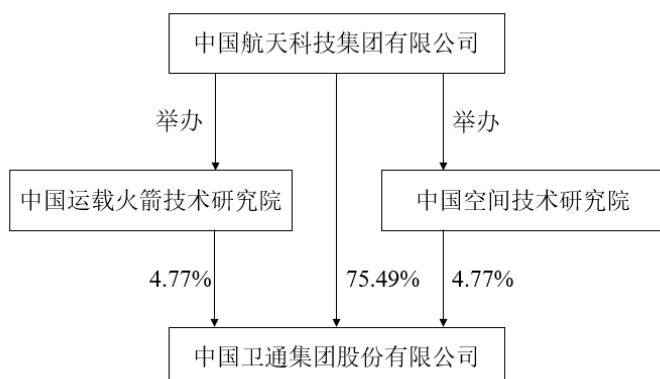 中国航天科技集团有限公司
举办
举办
中国运载火箭技术研究院
中国空间技术研究院
4.77%
75.49%
4.77%
中国卫通集团股份有限公司